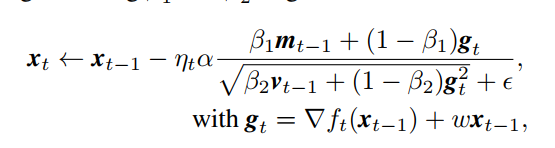 x_t ← x_{t−1} − η_t α (β_1 m_{t−1} + (1 − β_1) g_t) / (√(β_2 v_{t−1} + (1 − β_2) g_t^2) + ϵ),
with g_t = ∇f_t(x_{t−1}) + wx_{t−1},